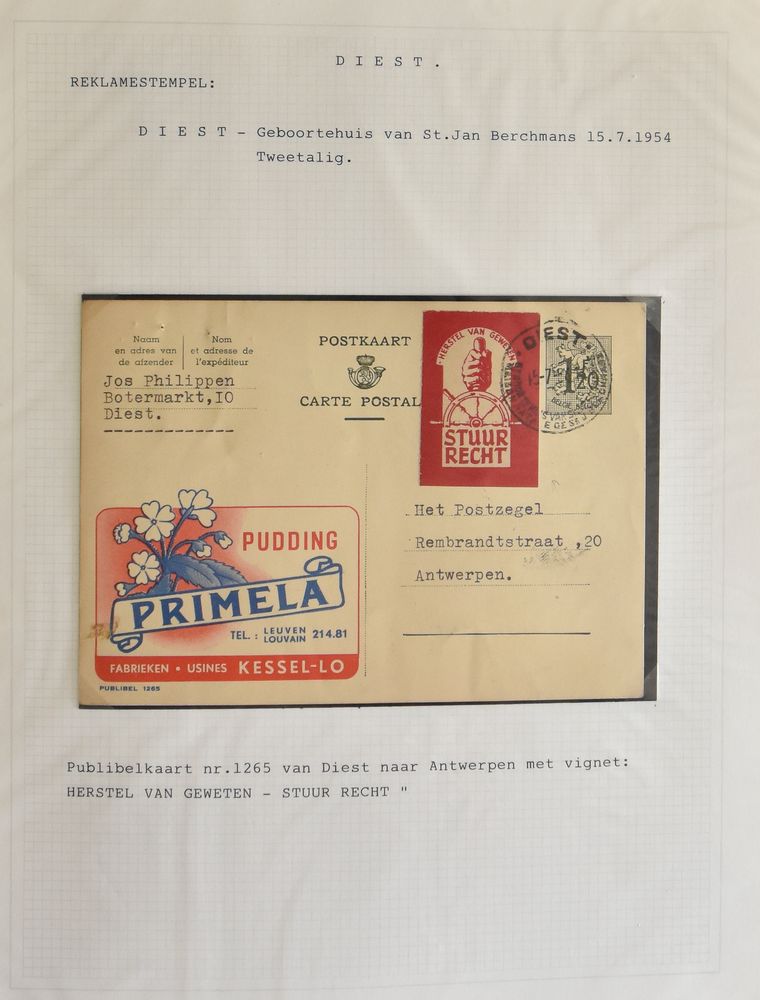 D I E S T .
REKLAMESTEMPEL:
D I E S T - Geboortehuis van St.Jan Berchmans 15.7.1954
Tweetalig.
Naam
en adres van
de afzender
Nom
et adresse de
l'expéditeur
Jos Philippen
Botermarkt,IO
Diest.
POSTKAART
CARTE POSTAL
HERSTEL VAN GEWETEN
STUUR
RECHT
DIEST
15-7
1 20
Het Postzegel
Rembrandtstraat ,20
Antwerpen.
PUDDING
PRIMELA
TEL. : LEUVEN LOUVAIN 214.81
FABRIEKEN • USINES KESSEL-LO
PUBLIBEL 1265
Publibelkaart nr.1265 van Diest naar Antwerpen met vignet:
HERSTEL VAN GEWETEN - STUUR RECHT "